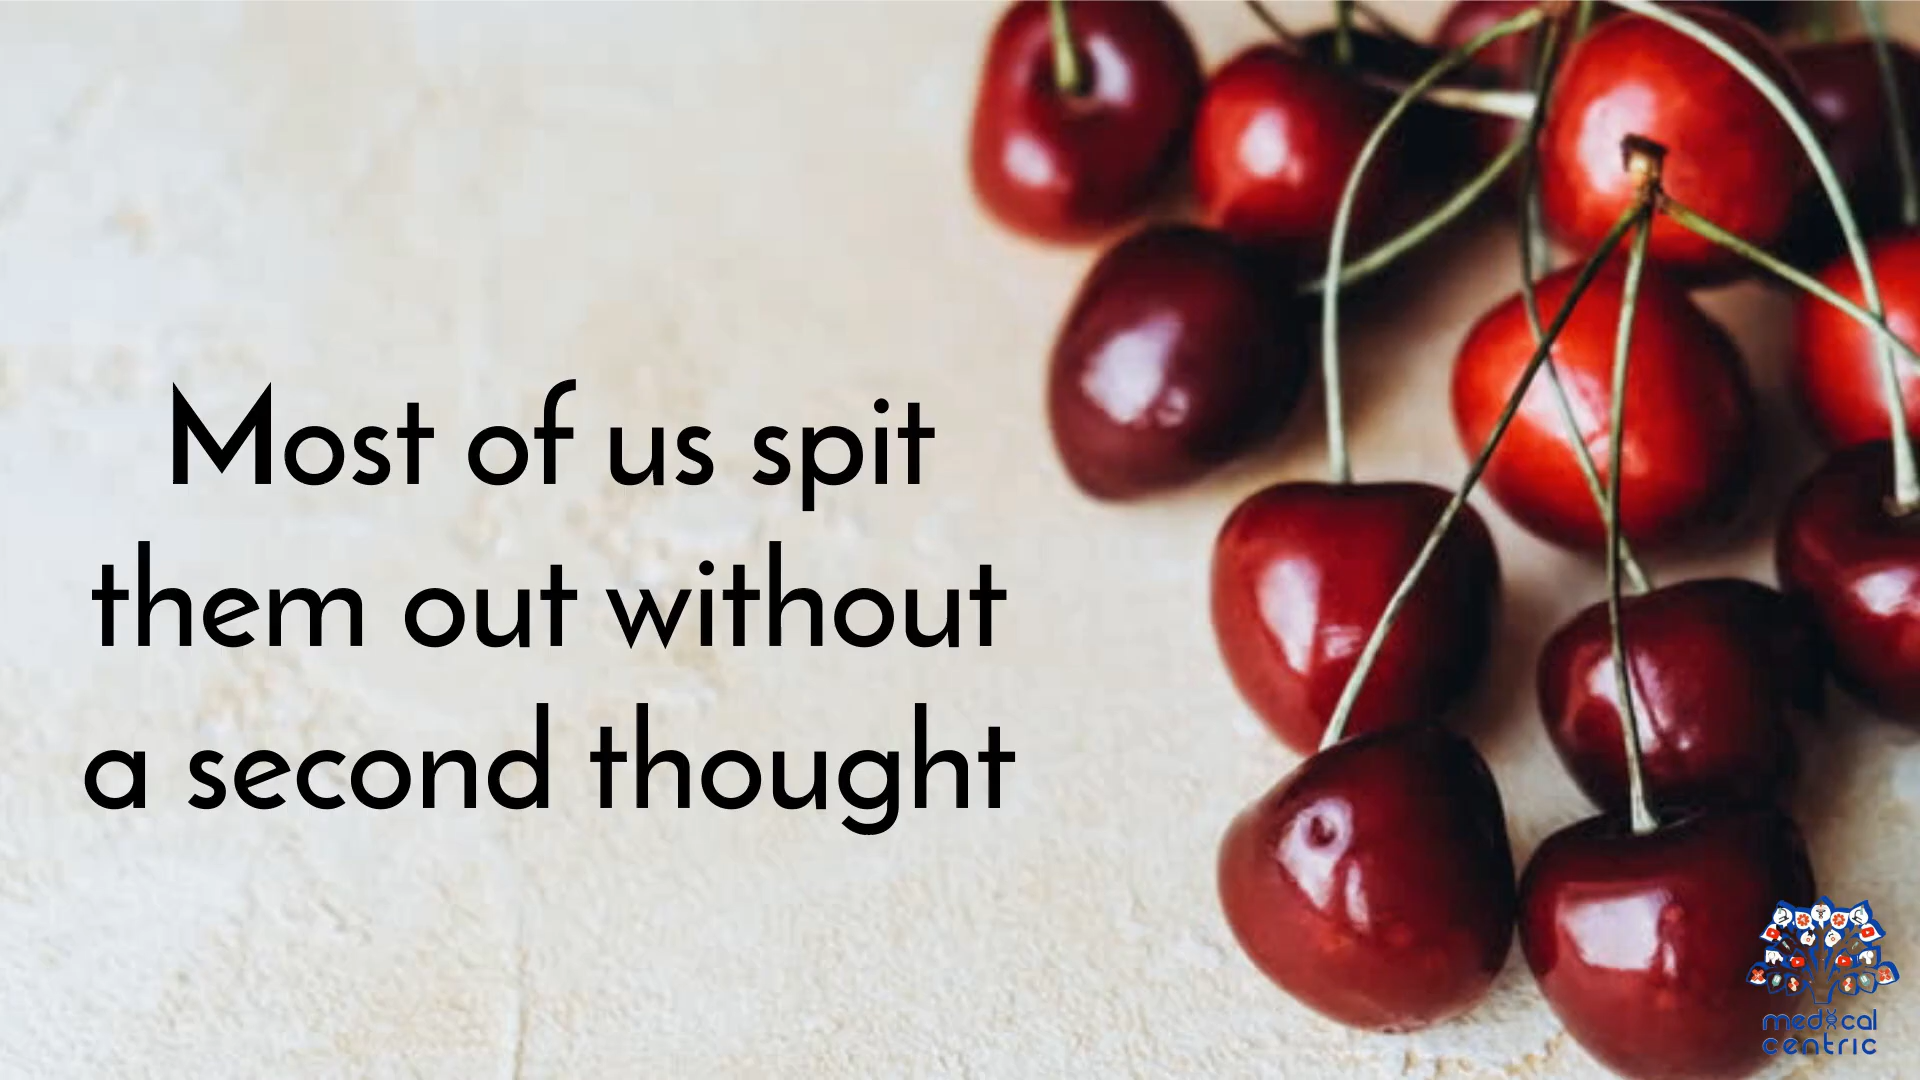 Most of us spit
them out without
a second thought
medical
centric